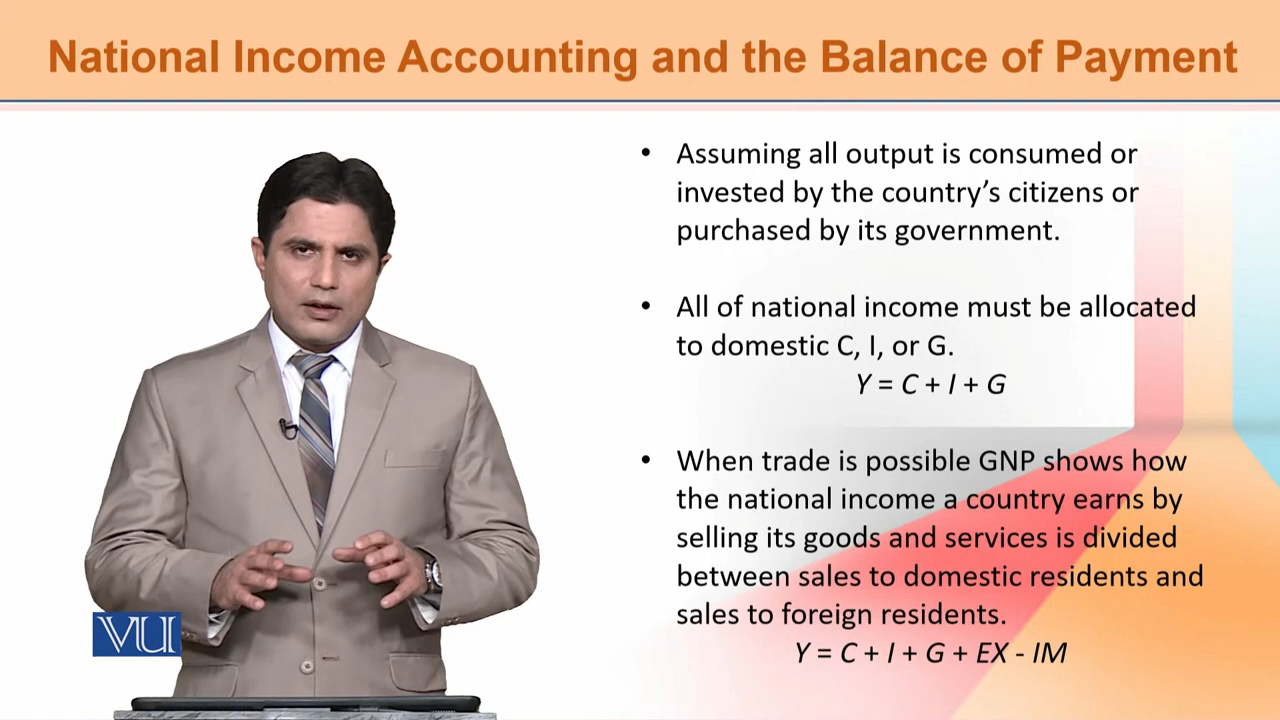 National Income Accounting and the Balance of Payment
• Assuming all output is consumed or
invested by the country’s citizens or
purchased by its government.
• All of national income must be allocated
to domestic C, I, or G.
Y = C + I + G
• When trade is possible GNP shows how
the national income a country earns by
selling its goods and services is divided
between sales to domestic residents and
sales to foreign residents.
Y = C + I + G + EX - IM
VU